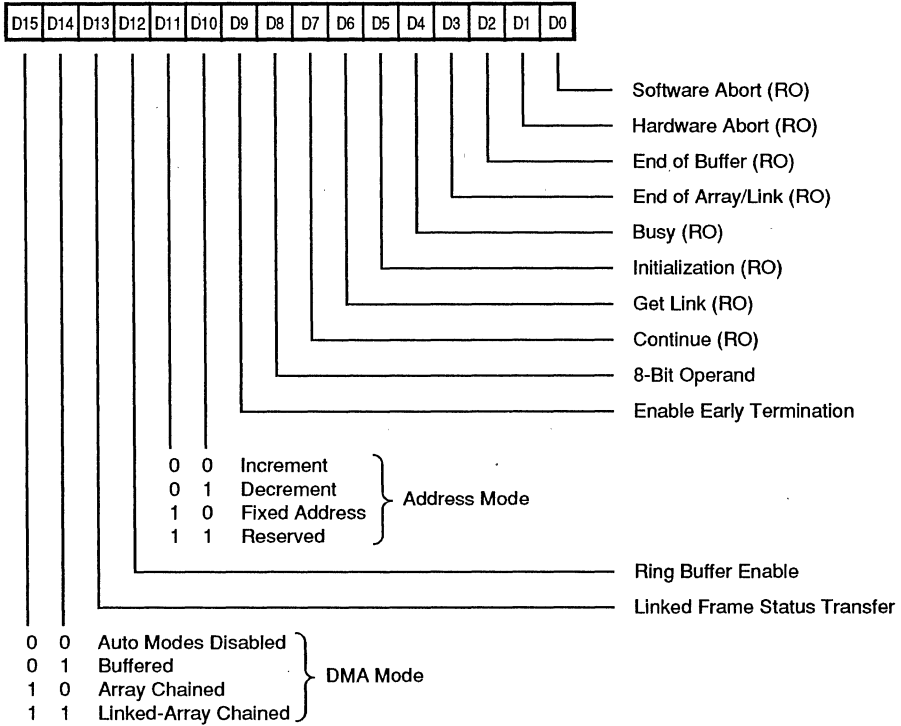 D15 D14 D13 D12 D11 D10 D9 D8 D7 D6 D5 D4 D3 D2 D1 D0
Software Abort (RO)
Hardware Abort (RO)
End of Buffer (RO)
End of Array/Link (RO)
Busy (RO)
Initialization (RO)
Get Link (RO)
Continue (RO)
8-Bit Operand
Enable Early Termination
0 0 Increment
0 1 Decrement
1 0 Fixed Address
1 1 Reserved
Address Mode
Ring Buffer Enable
Linked Frame Status Transfer
0 0 Auto Modes Disabled
0 1 Buffered
1 0 Array Chained
1 1 Linked-Array Chained
DMA Mode